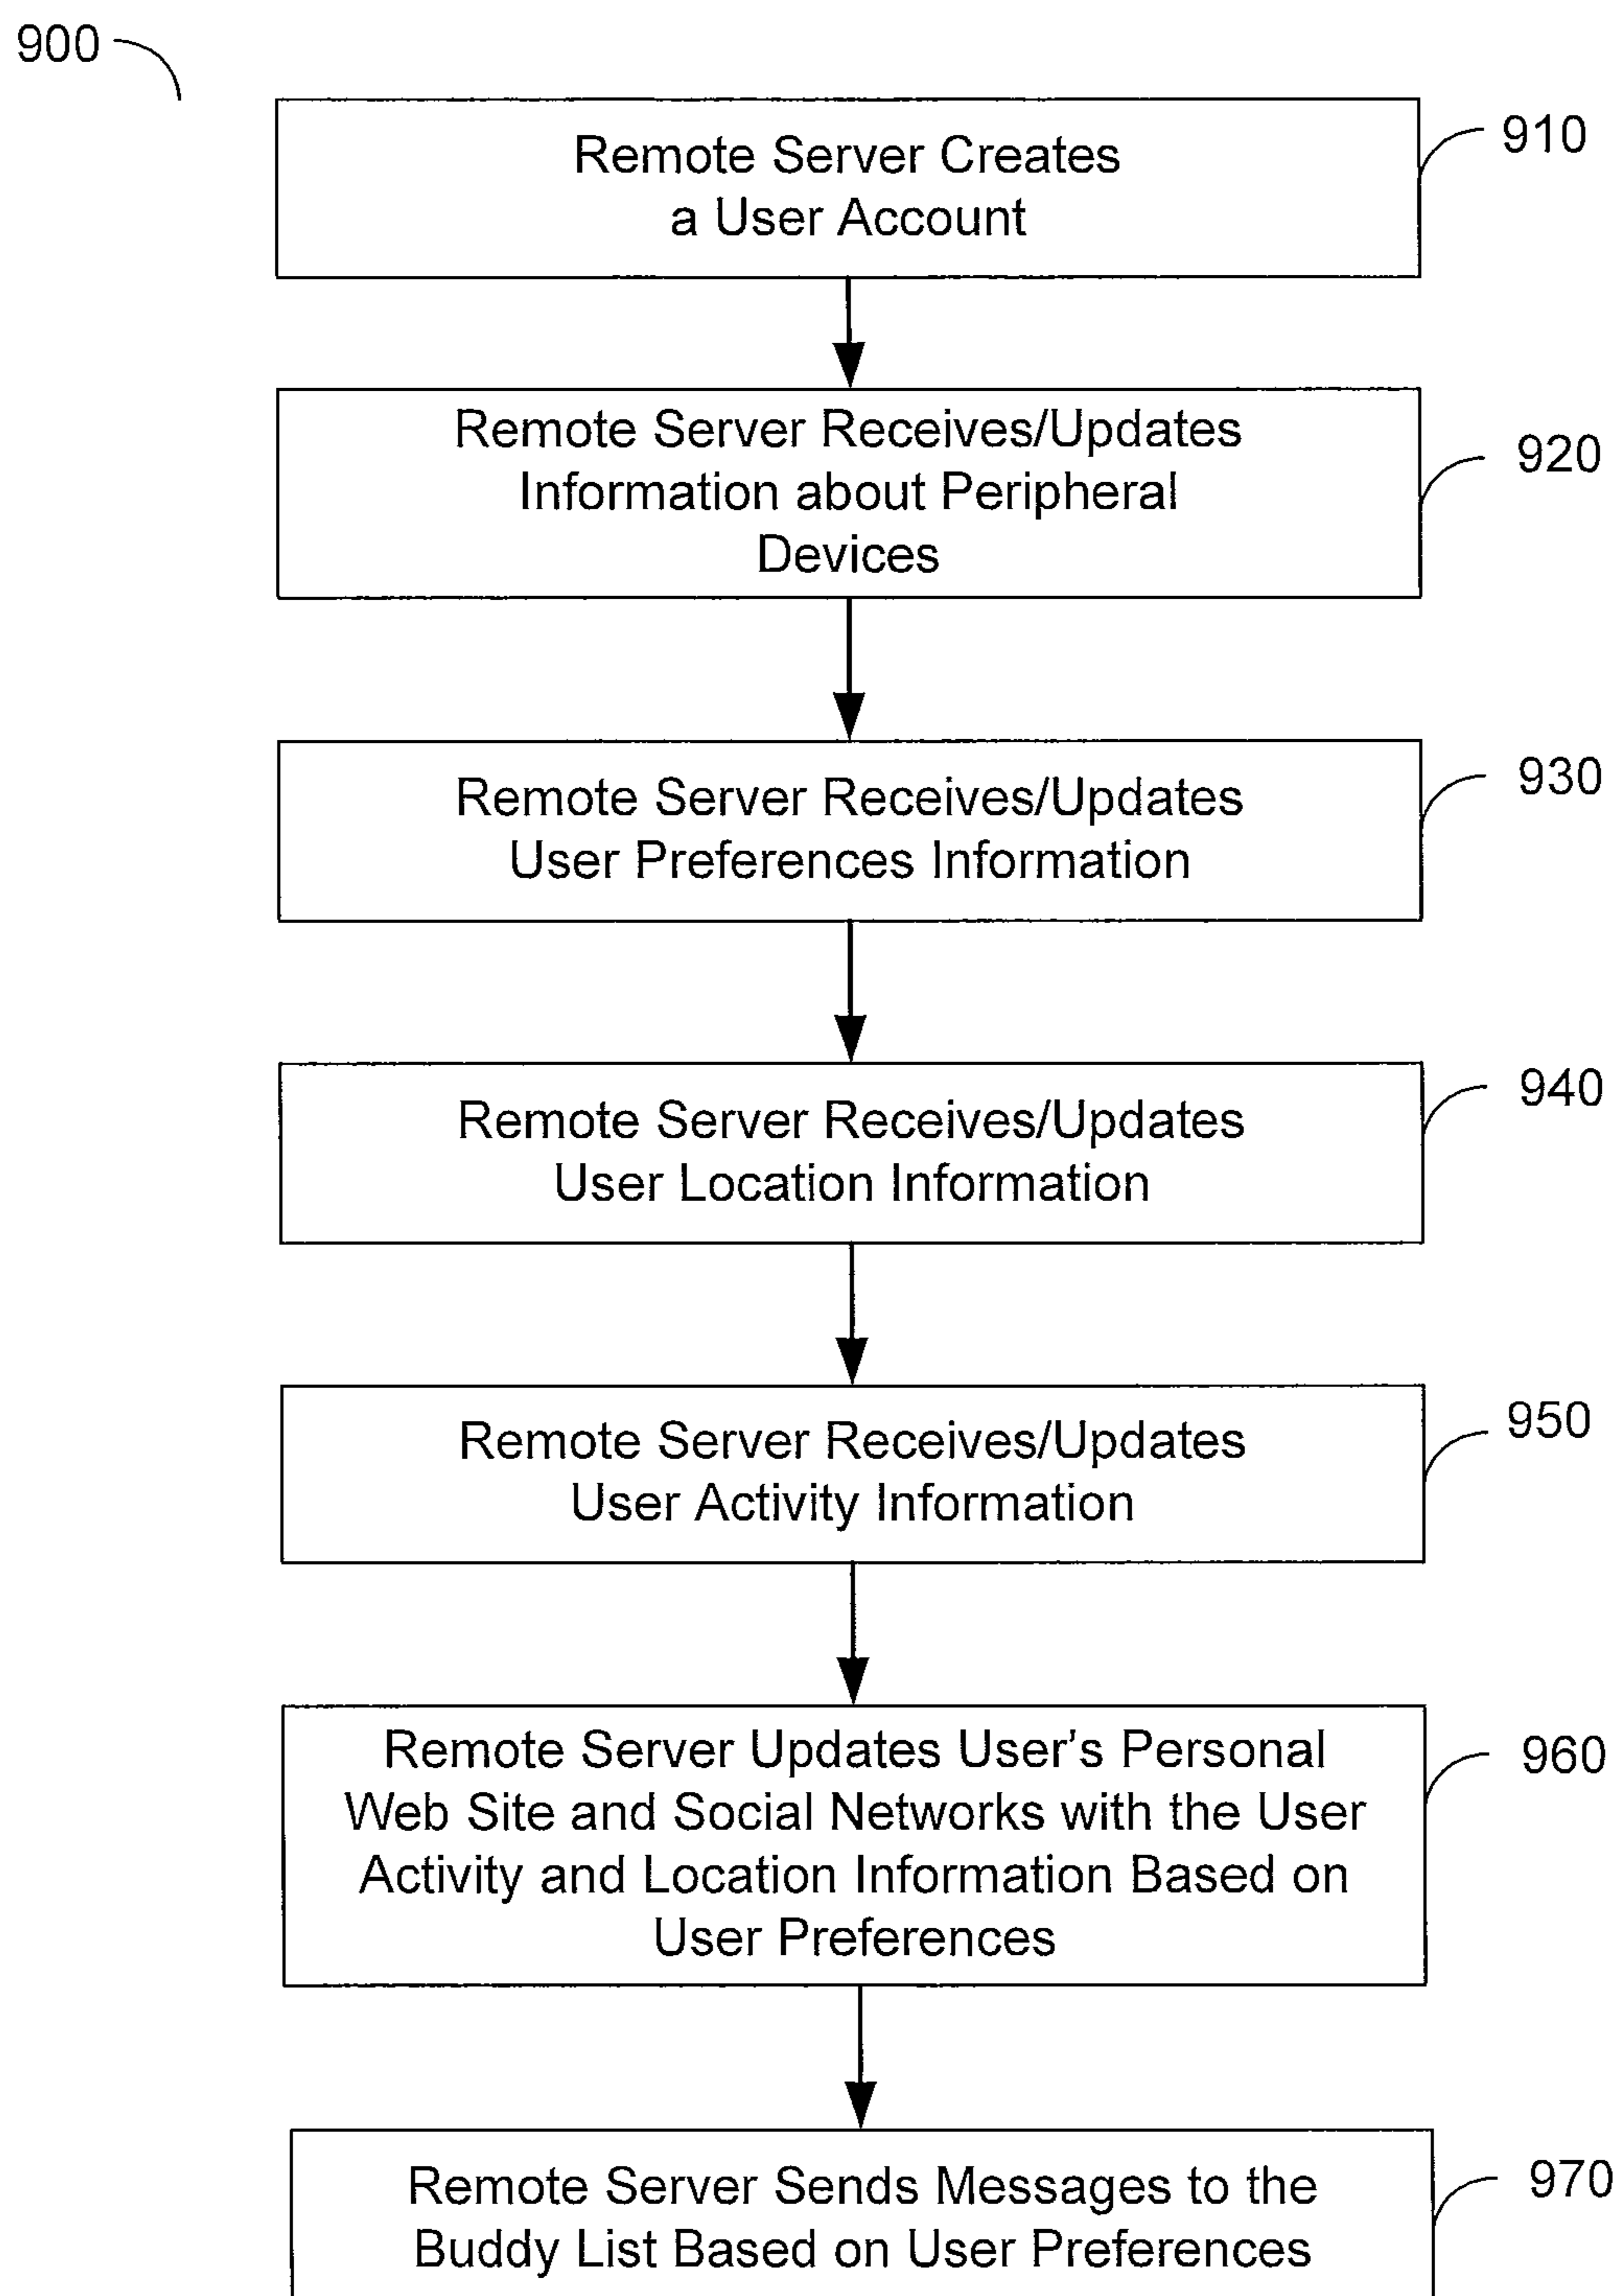 900
Remote Server Creates
a User Account
910
Remote Server Receives/Updates
Information about Peripheral
Devices
920
Remote Server Receives/Updates
User Preferences Information
930
Remote Server Receives/Updates
User Location Information
940
Remote Server Receives/Updates
User Activity Information
950
Remote Server Updates User's Personal
Web Site and Social Networks with the User
Activity and Location Information Based on
User Preferences
960
Remote Server Sends Messages to the
Buddy List Based on User Preferences
970